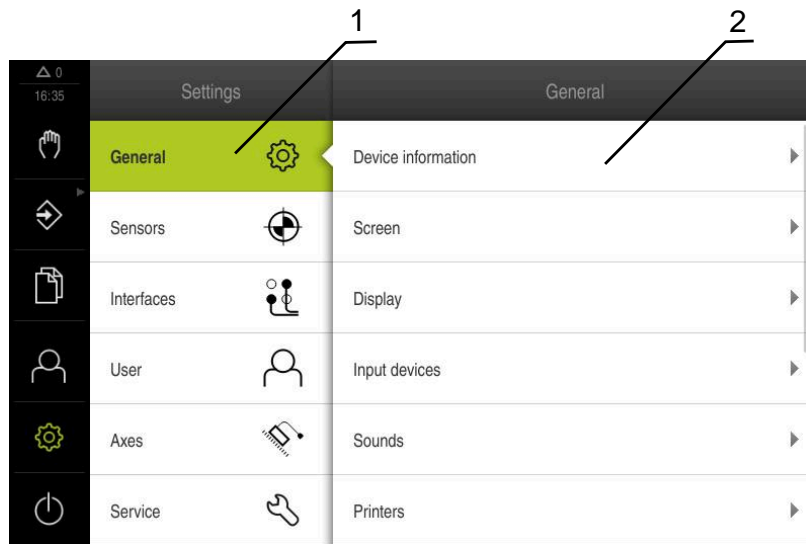 1
2
0
16:35
Settings
General
General
Device information
Sensors
Screen
Interfaces
Display
User
Input devices
Axes
Sounds
Service
Printers